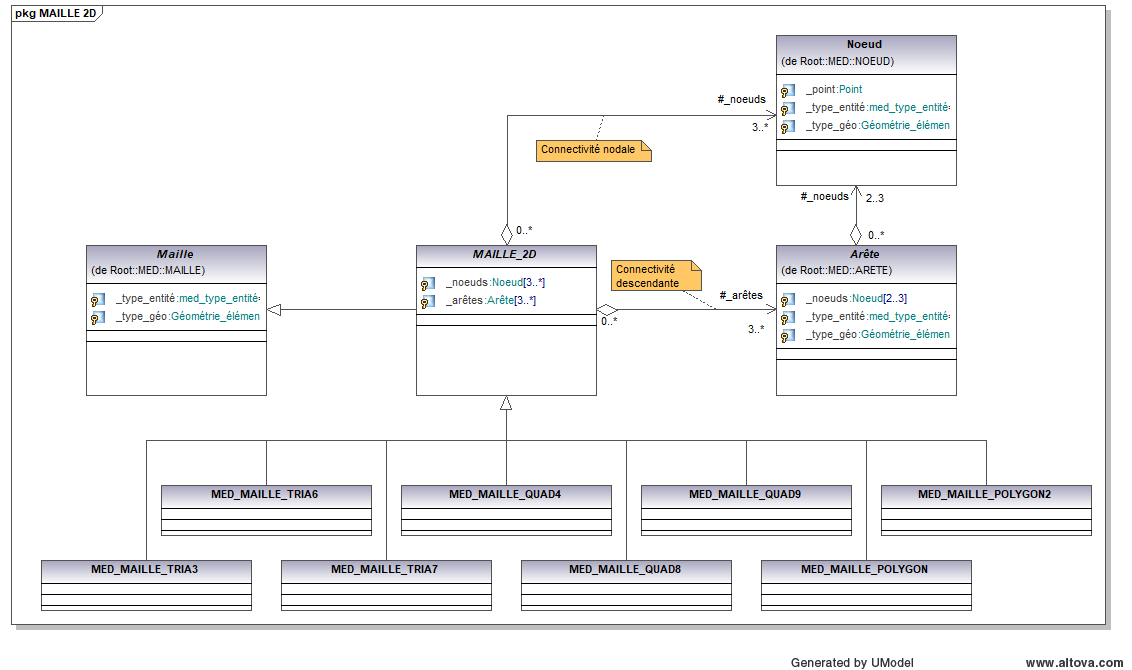 pkg MAILLE 2D
Noeud
(de Root::MED::NOEUD)
_point:Point
_type_entité:med_type_entité
_type_géo:Géométrie_élémen
#_noeuds
3..*
Connectivité nodale
0..*
#_noeuds
2..3
0..*
Maille
(de Root::MED::MAILLE)
_type_entité:med_type_entité
_type_géo:Géométrie_élémen
MAILLE_2D
_noeuds:Noeud[3..*]
_arêtes:Arête[3..*]
Connectivité
descendante
#_arêtes
0..*
3..*
Arête
(de Root::MED::ARETE)
_noeuds:Noeud[2..3]
_type_entité:med_type_entité
_type_géo:Géométrie_élémen
MED_MAILLE_TRIA6
MED_MAILLE_QUAD4
MED_MAILLE_QUAD9
MED_MAILLE_POLYGON2
MED_MAILLE_TRIA3
MED_MAILLE_TRIA7
MED_MAILLE_QUAD8
MED_MAILLE_POLYGON
Generated by UModel
www.altova.com